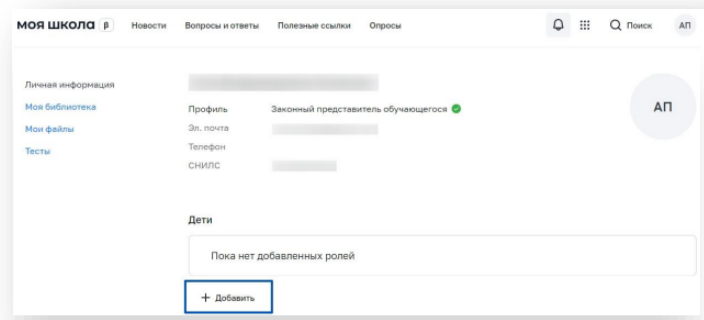 моя школа β Новости Вопросы и ответы Полезные ссылки Опросы Поиск АП
Личная информация
Моя библиотека
Мои файлы
Тесты
Профиль Законный представитель обучающегося
Эл. почта
Телефон
СНИЛС
АП
Дети
Пока нет добавленных ролей
+ Добавить